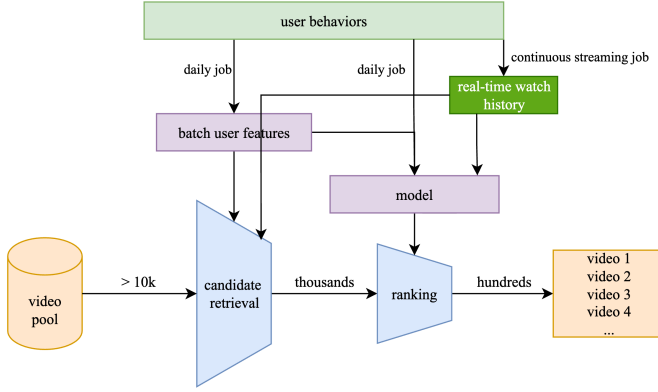 user behaviors
daily job
daily job
continuous streaming job
real-time watch
history
batch user features
model
video
pool
> 10k
candidate
retrieval
thousands
ranking
hundreds
video 1
video 2
video 3
video 4
...